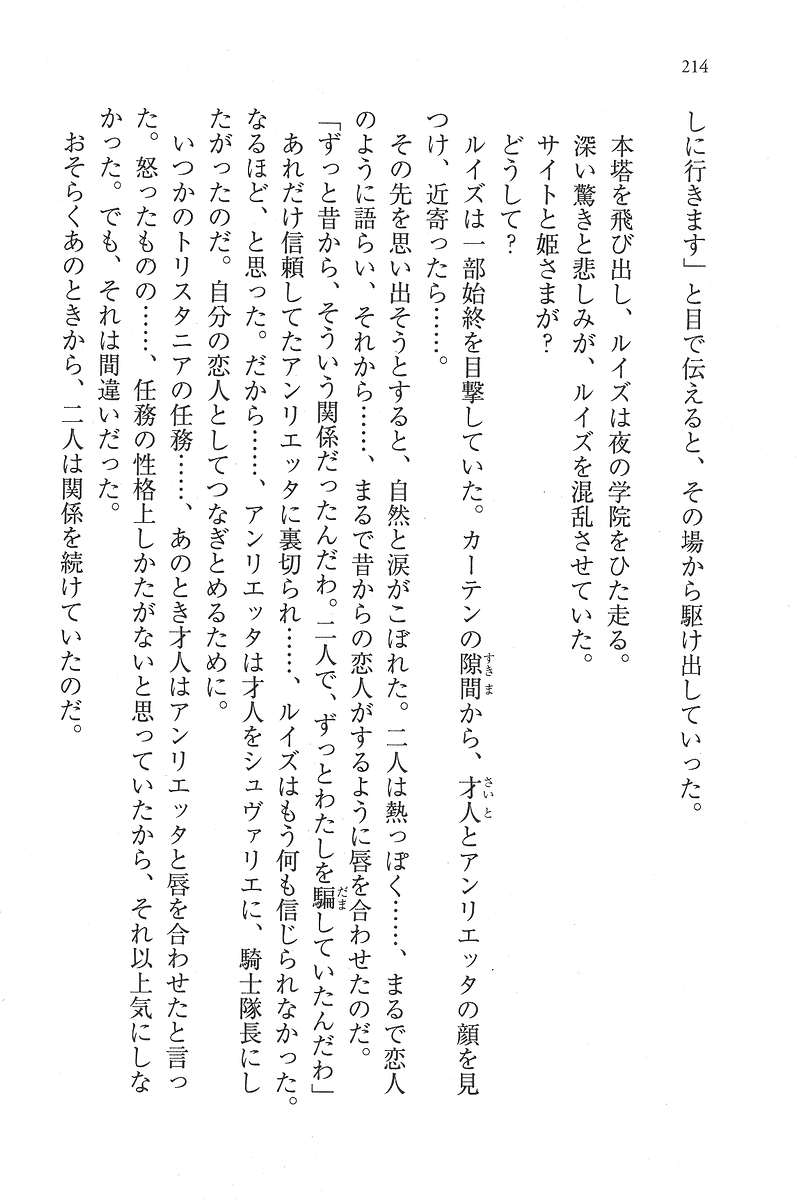 214
しに行きます」と目で伝えると、その場から駆け出していった。
本塔を飛び出し、ルイズは夜の学院をひた走る。
深い驚きと悲しみが、ルイズを混乱させていた。
サイトと姫さまが？
どうして？
ルイズは一部始終を目撃していた。カーテンの隙間から、才人とアンリエッタの顔を見
つけ、近寄ったら……。
その先を思い出そうとすると、自然と涙がこぼれた。二人は熱っぽく……、まるで恋人
のように語らい、それから……、まるで昔からの恋人がするように唇を合わせたのだ。
「ずっと昔から、そういう関係だったんだわ。二人で、ずっとわたしを騙していたんだわ」
あれだけ信頼してたアンリエッタに裏切られ……、ルイズはもう何も信じられなかった。
なるほど、と思った。だから……、アンリエッタは才人をシュヴァリエに、騎士隊長にし
たがったのだ。自分の恋人としてつなぎとめるために。
いつかのトリスタニアの任務……、あのとき才人はアンリエッタと唇を合わせたと言っ
た。怒ったものの……、任務の性格上しかたがないと思っていたから、それ以上気にしな
かった。でも、それは間違いだった。
おそらくあのときから、二人は関係を続けていたのだ。